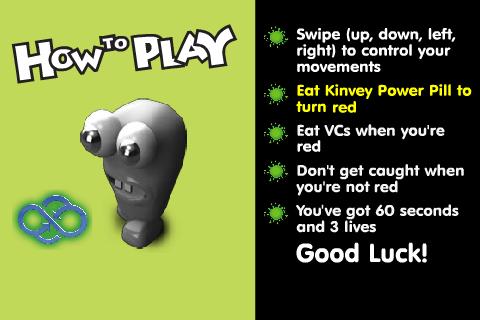 HOW TO PLAY
Swipe (up, down, left,
right) to control your
movements
Eat Kinvey Power Pill to
turn red
Eat VCs when you're
red
Don't get caught when
you're not red
You've got 60 seconds
and 3 lives
Good Luck!